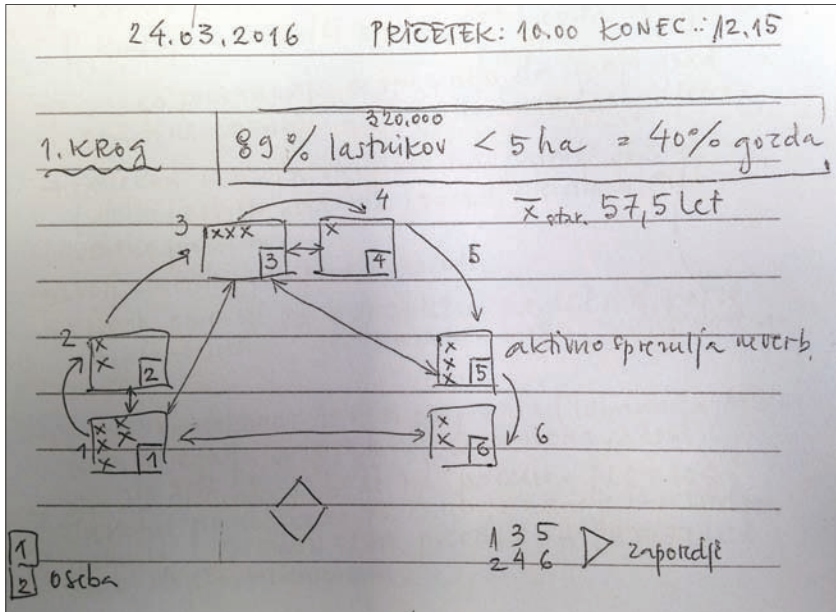 24.03.2016 PRIČETEK: 10.00 KONEC: 12.15
320.000
1. KROG 89% lastnikov < 5 ha = 40% gozda
x̅ star. 57,5 let
4
3 xxx 3 x 4
5
2 x x 2 x x x 5 aktivno spremlja neverb.
1 x x x x x 1 x x 6 6
1 3 5
2 4 6 zaporedje
1
2 oseba